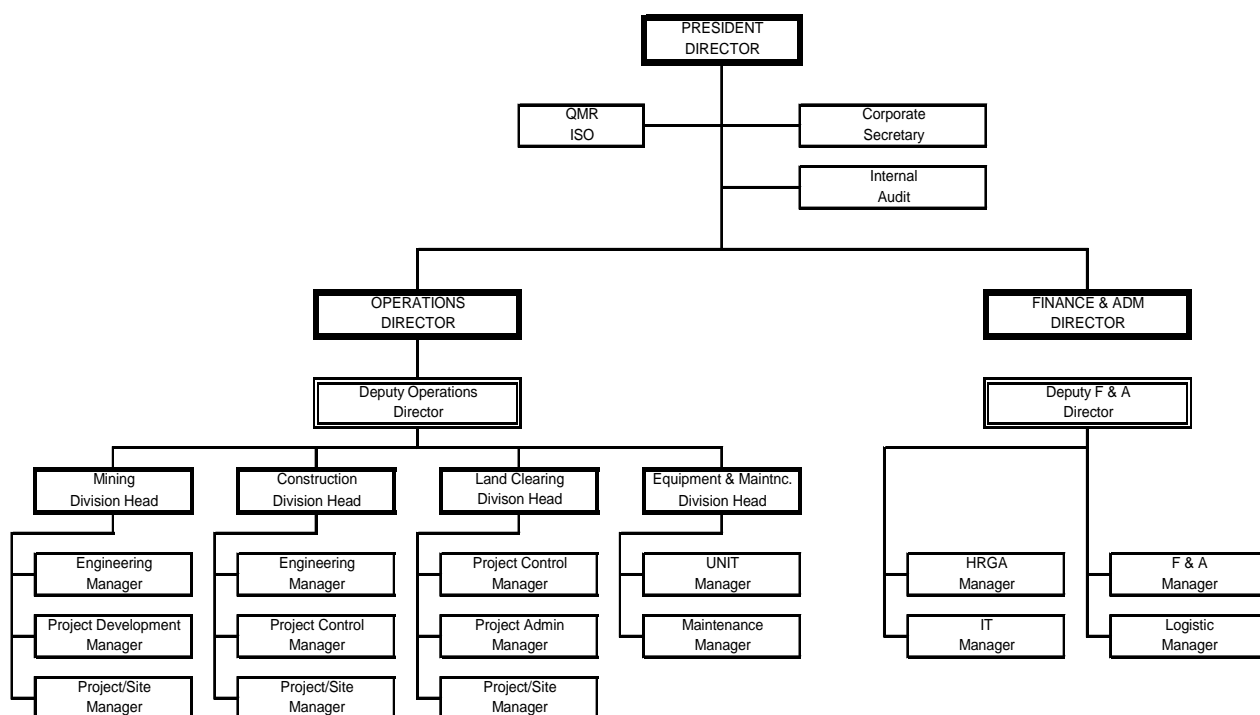 PRESIDENT
DIRECTOR
QMR
ISO
Corporate
Secretary
Internal
Audit
OPERATIONS
DIRECTOR
FINANCE & ADM
DIRECTOR
Deputy Operations
Director
Deputy F & A
Director
Mining
Division Head
Construction
Division Head
Land Clearing
Divison Head
Equipment & Maintnc.
Division Head
Engineering
Manager
Engineering
Manager
Project Control
Manager
UNIT
Manager
HRGA
Manager
F & A
Manager
Project Development
Manager
Project Control
Manager
Project Admin
Manager
Maintenance
Manager
IT
Manager
Logistic
Manager
Project/Site
Manager
Project/Site
Manager
Project/Site
Manager